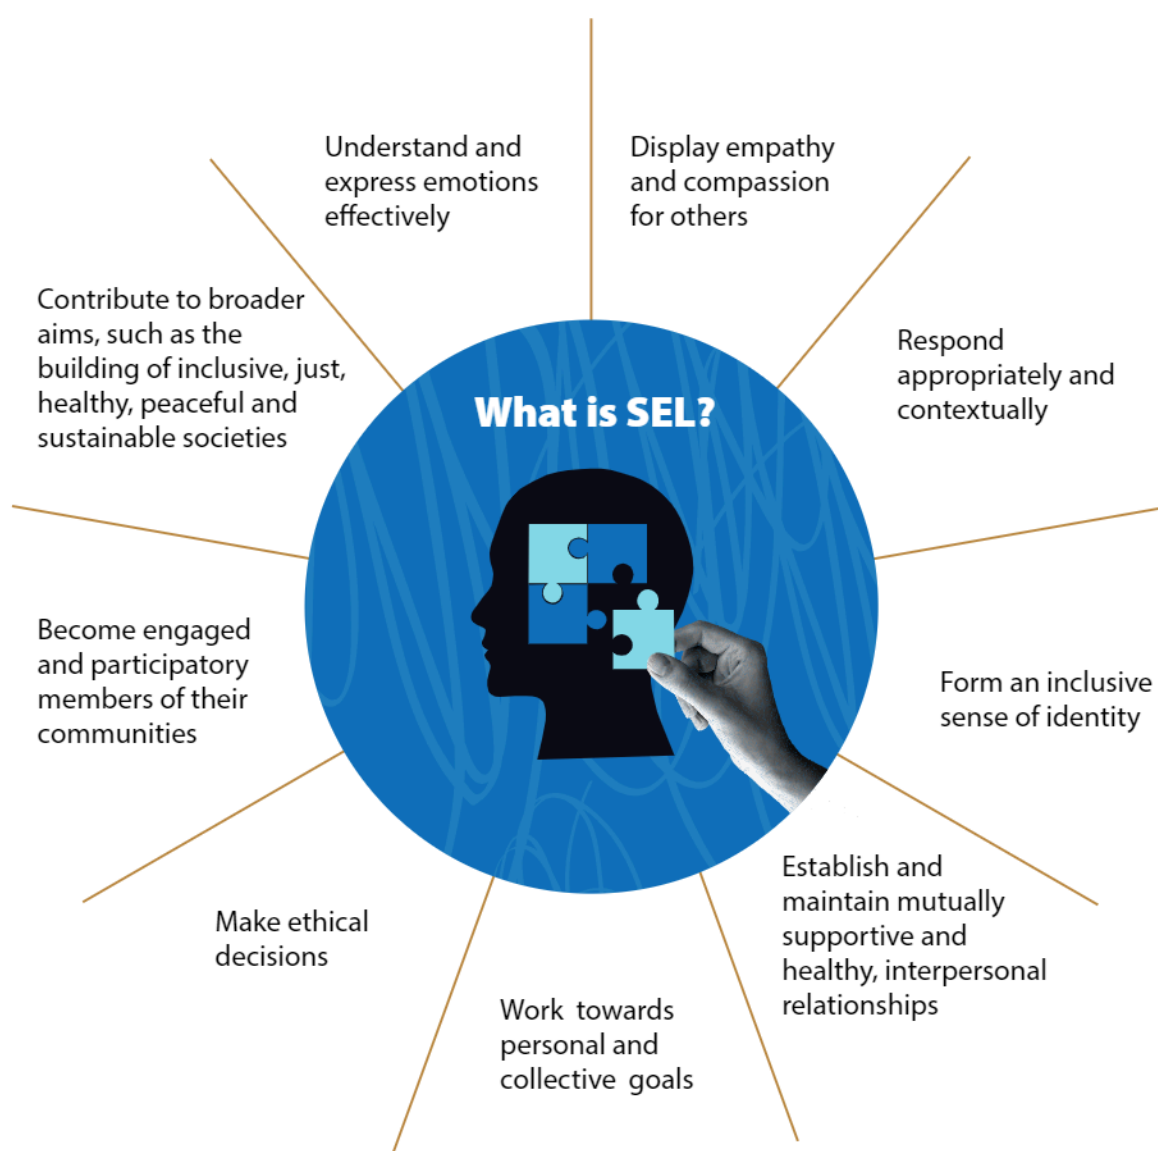 What is SEL?
Understand and
express emotions
effectively
Display empathy
and compassion
for others
Respond
appropriately and
contextually
Form an inclusive
sense of identity
Establish and
maintain mutually
supportive and
healthy, interpersonal
relationships
Work towards
personal and
collective goals
Make ethical
decisions
Become engaged
and participatory
members of their
communities
Contribute to broader
aims, such as the
building of inclusive, just,
healthy, peaceful and
sustainable societies